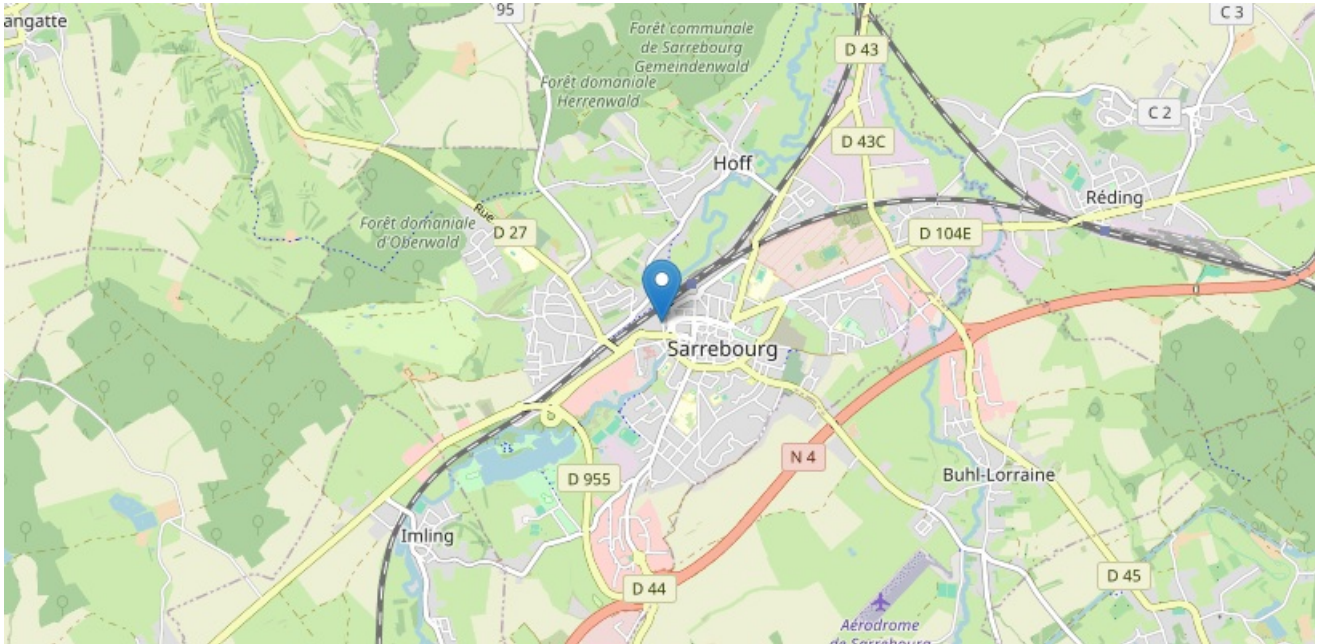 angatte
95
Forêt communale
de Sarrebourg
Gemeindenwald
C 3
D 43
Forêt domaniale
Herrenwald
C 2
D 43C
Hoff
Réding
Rue
D 27
Forêt domaniale
d'Oberwald
D 104E
Sarrebourg
N 4
D 955
Buhl-Lorraine
Imling
D 44
D 45
Aérodrome
de Sarrebourg